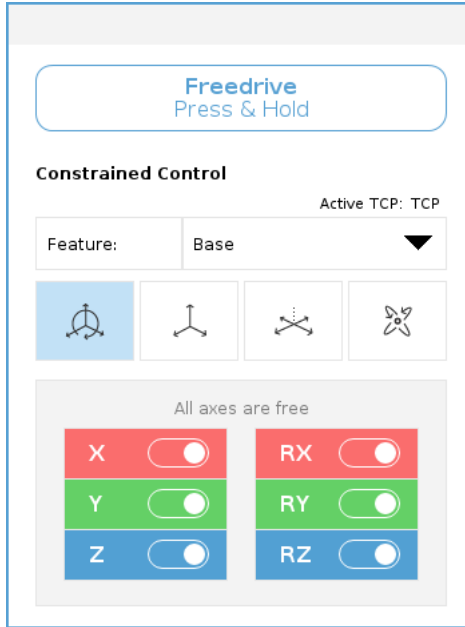 Freedrive
Press & Hold
Constrained Control
Active TCP: TCP
Feature: Base
All axes are free
X RX
Y RY
Z RZ